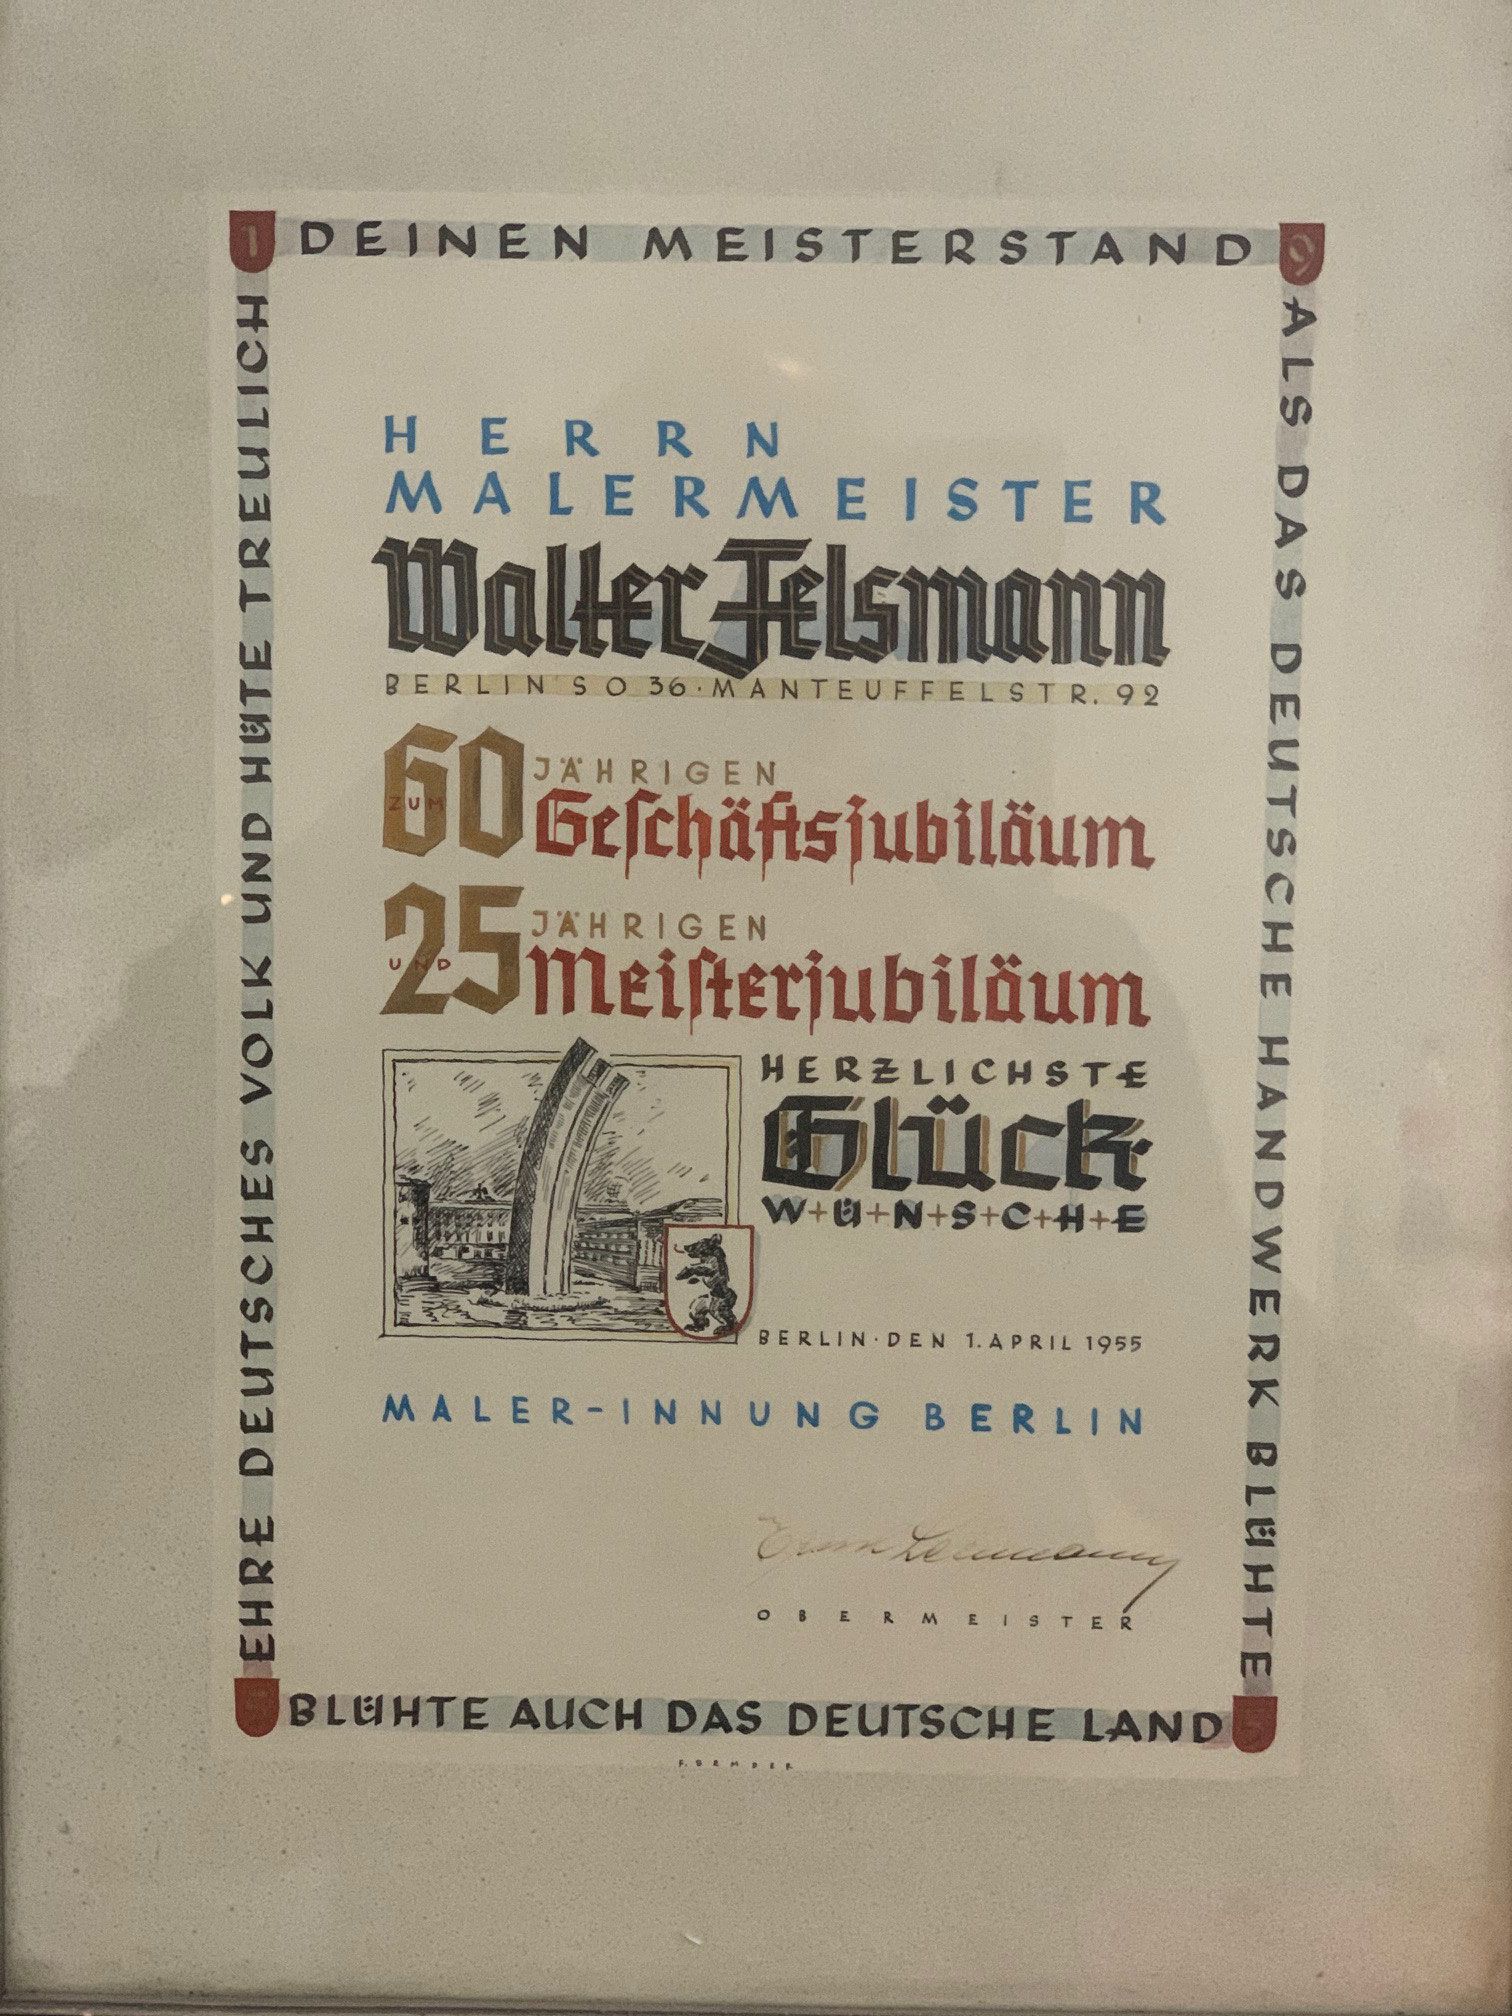 EHRE DEUTSCHES VOLK UND HÜTE TREULICH
1
DEINEN MEISTERSTAND
9
ALS DAS DEUTSCHE HANDWERK BLÜHTE
5
BLÜHTE AUCH DAS DEUTSCHE LAND
HERRN
MALERMEISTER
Walter Felsmann
BERLIN SO 36 · MANTEUFFELSTR. 92
ZUM 60 JÄHRIGEN
Geſchäftsjubiläum
UND 25 JÄHRIGEN
Meiſterjubiläum
HERZLICHSTE
Glück-
W+Ü+N+S+C+H+E
BERLIN · DEN 1. APRIL 1955
MALER-INNUNG BERLIN
OBERMEISTER